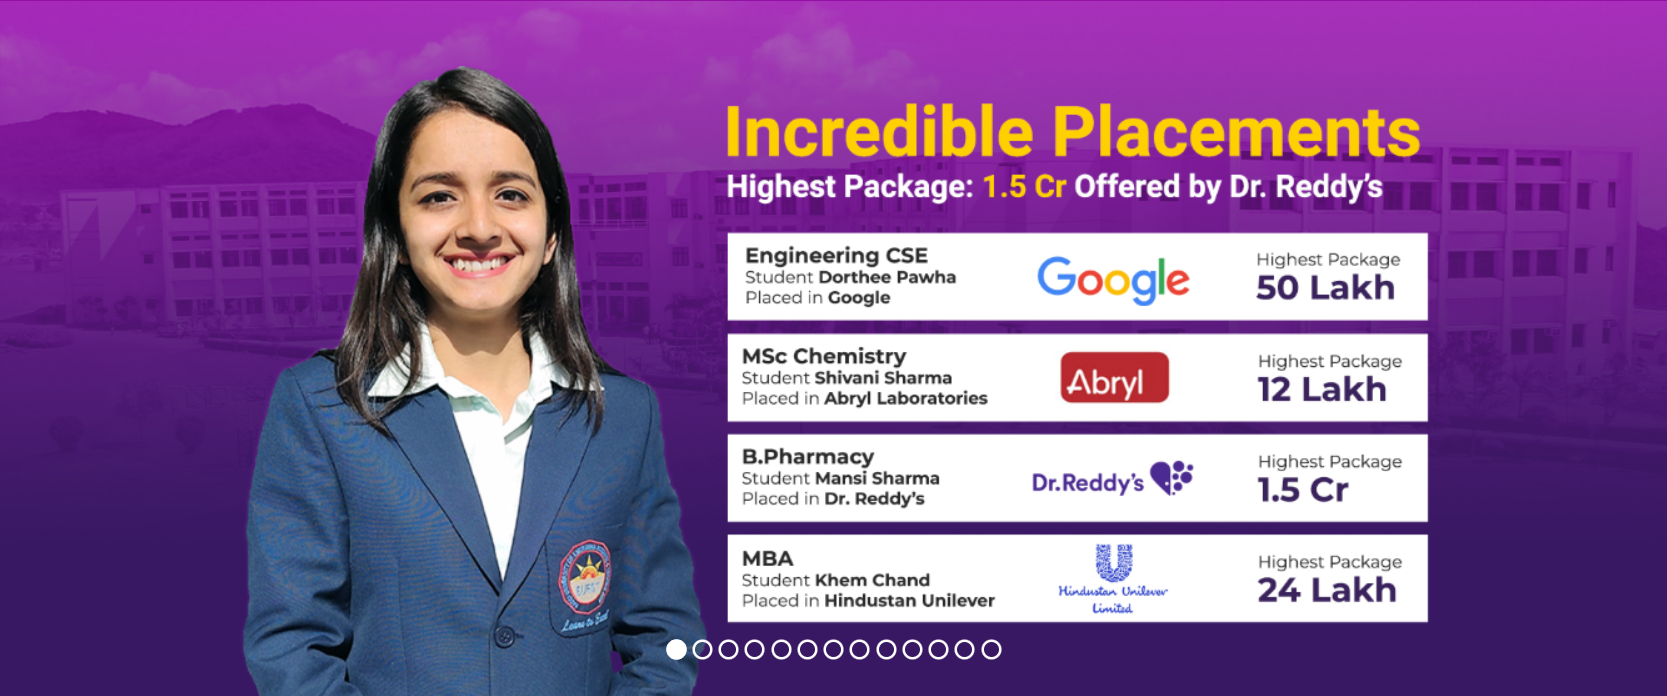 Incredible Placements
Highest Package: 1.5 Cr Offered by Dr. Reddy’s
Engineering CSE
Student Dorthee Pawha
Placed in Google
Google
Highest Package
50 Lakh
MSc Chemistry
Student Shivani Sharma
Placed in Abryl Laboratories
Abryl
Highest Package
12 Lakh
B.Pharmacy
Student Mansi Sharma
Placed in Dr. Reddy’s
Dr.Reddy’s
Highest Package
1.5 Cr
MBA
Student Khem Chand
Placed in Hindustan Unilever
Hindustan Unilever
Limited
Highest Package
24 Lakh
Learn to